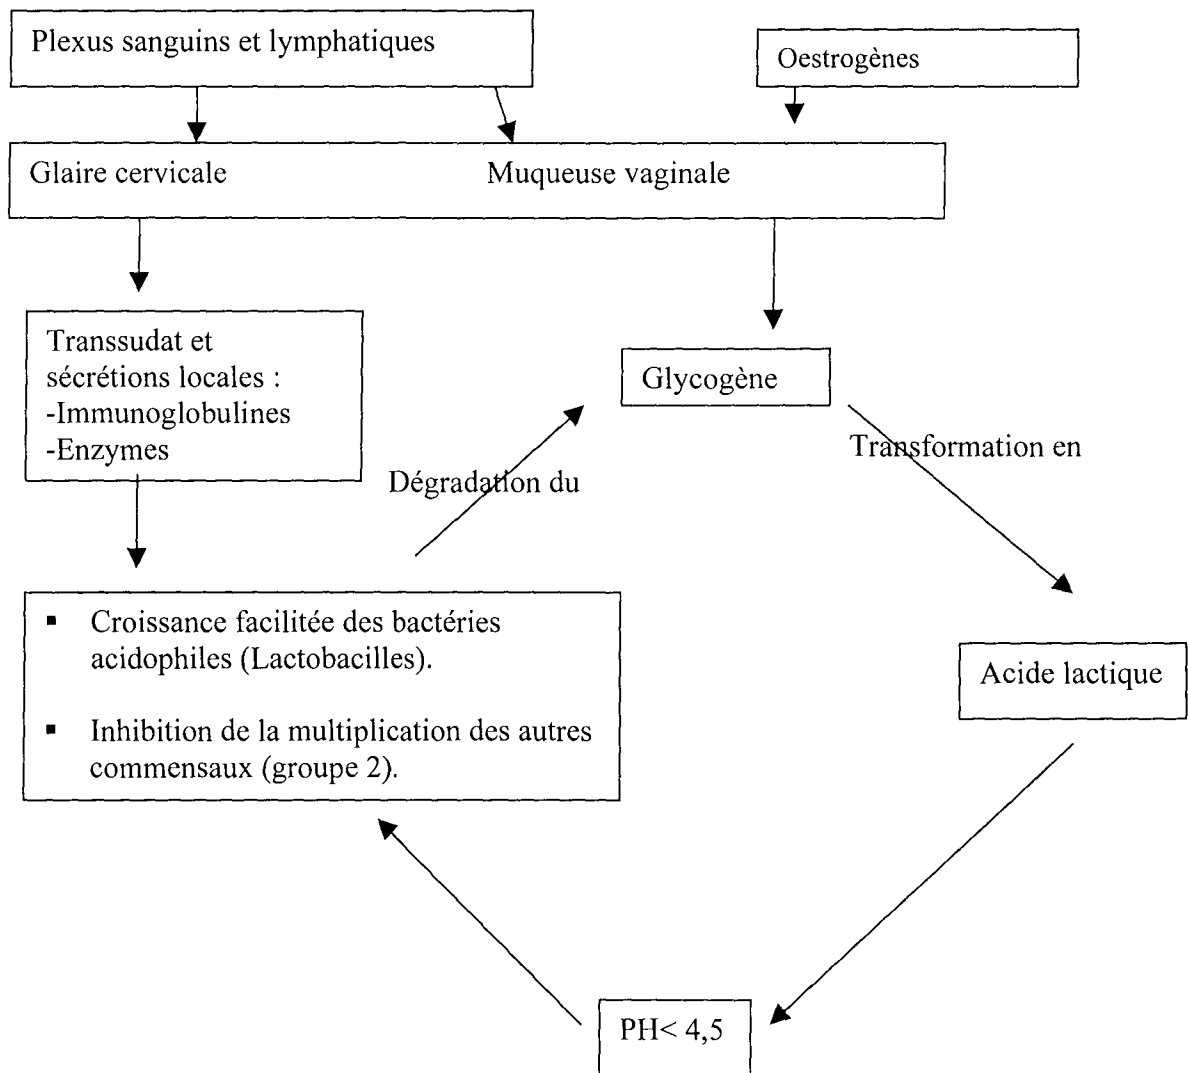 Plexus sanguins et lymphatiques
Oestrogènes
Glaire cervicale
Muqueuse vaginale
Transsudat et
sécrétions locales :
-Immunoglobulines
-Enzymes
Glycogène
Dégradation du
Transformation en
▪ Croissance facilitée des bactéries
acidophiles (Lactobacilles).
▪ Inhibition de la multiplication des autres
commensaux (groupe 2).
Acide lactique
PH< 4,5